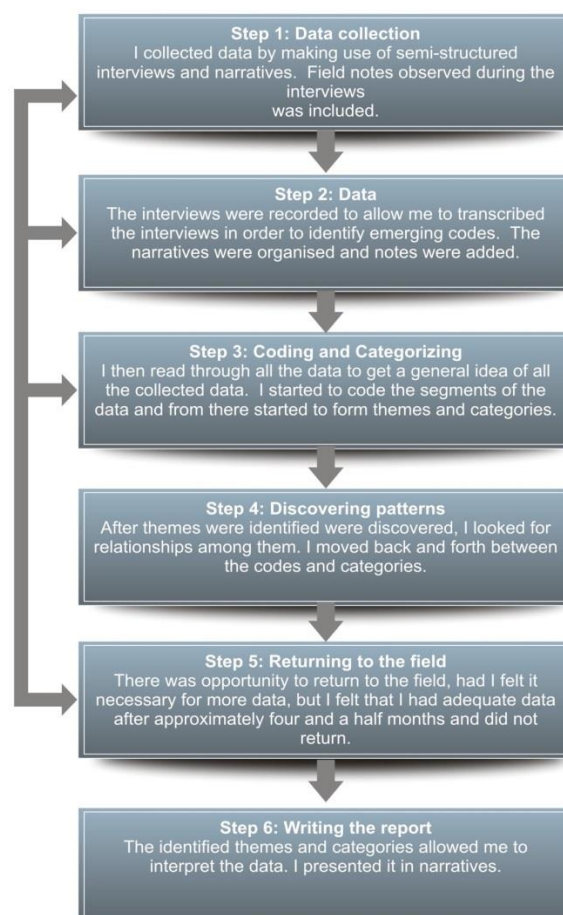 Step 1: Data collection
I collected data by making use of semi-structured
interviews and narratives. Field notes observed during the
interviews
was included.
Step 2: Data
The interviews were recorded to allow me to transcribed
the interviews in order to identify emerging codes. The
narratives were organised and notes were added.
Step 3: Coding and Categorizing
I then read through all the data to get a general idea of all
the collected data. I started to code the segments of the
data and from there started to form themes and categories.
Step 4: Discovering patterns
After themes were identified were discovered, I looked for
relationships among them. I moved back and forth between
the codes and categories.
Step 5: Returning to the field
There was opportunity to return to the field, had I felt it
necessary for more data, but I felt that I had adequate data
after approximately four and a half months and did not
return.
Step 6: Writing the report
The identified themes and categories allowed me to
interpret the data. I presented it in narratives.